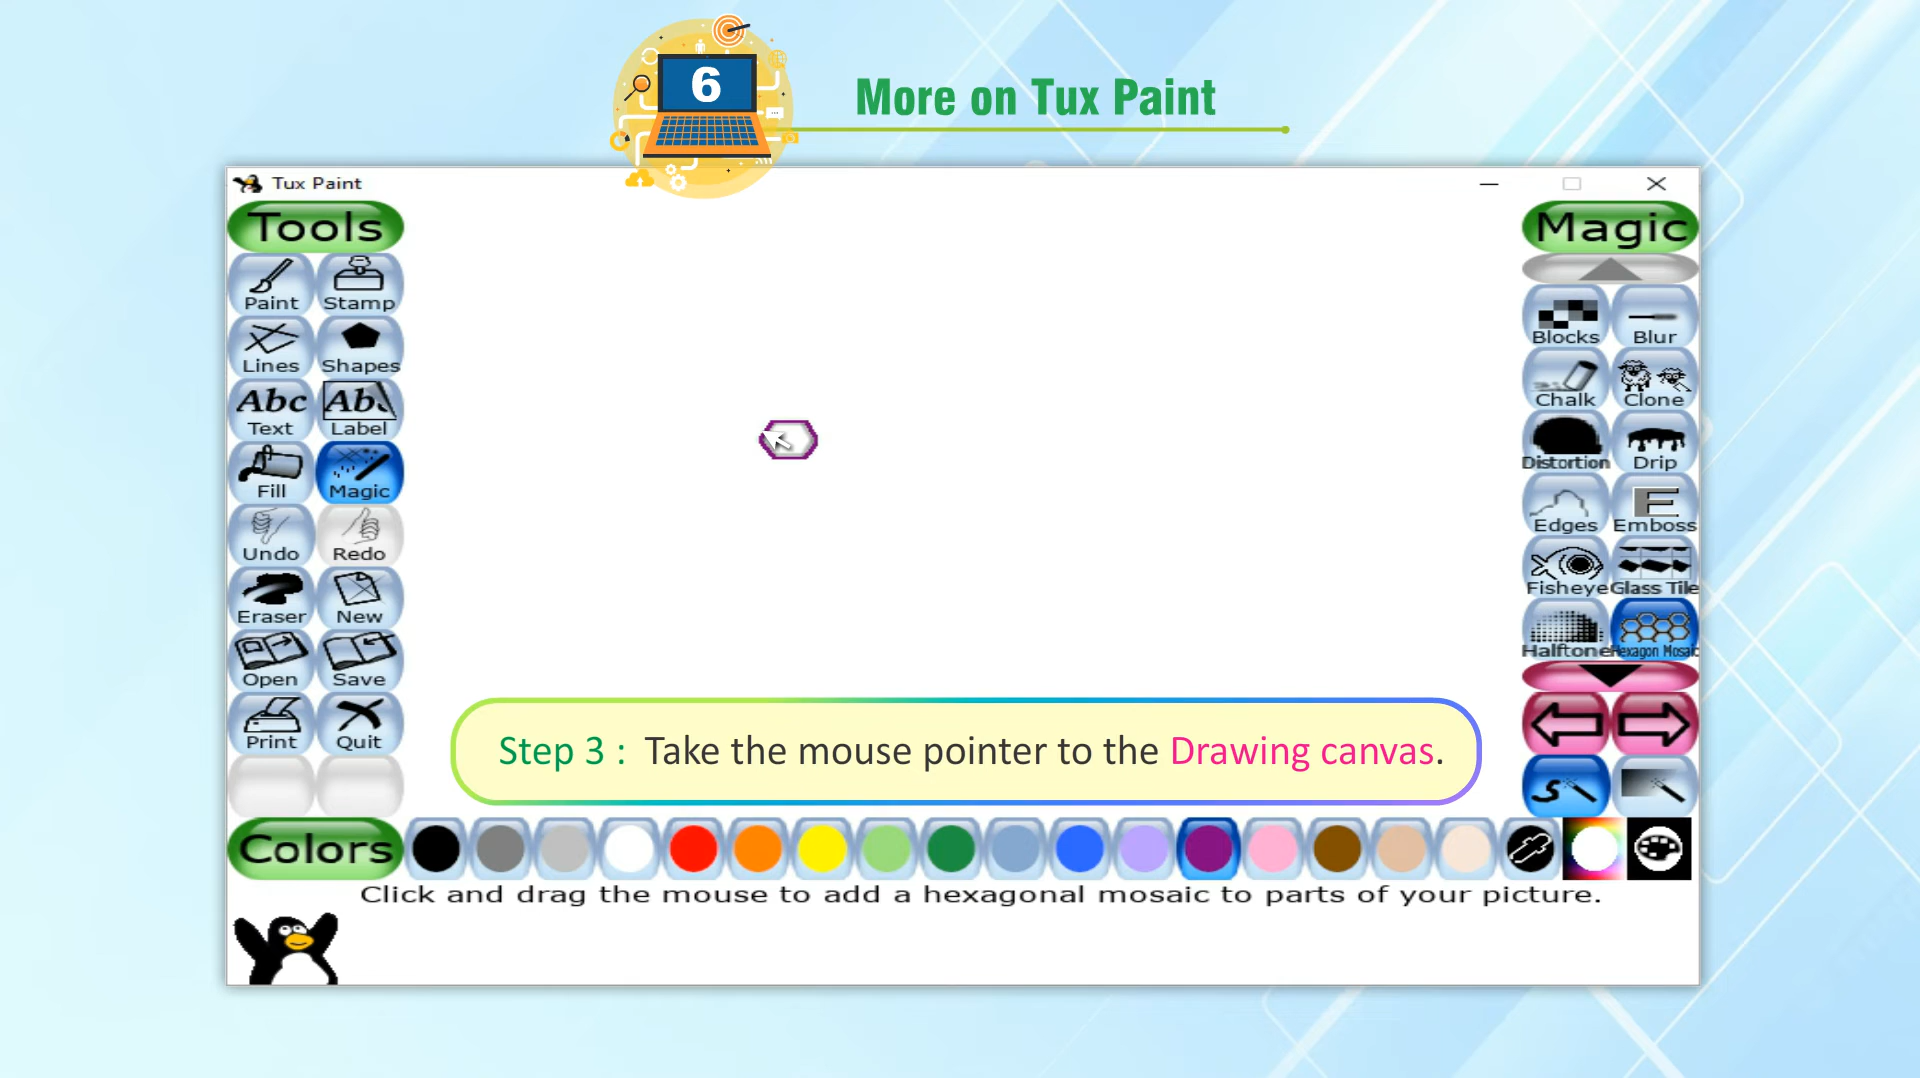 6
More on Tux Paint
Tux Paint
Tools
Magic
Paint
Stamp
Lines
Shapes
Abc
Text
Abc
Label
Fill
Magic
Undo
Redo
Eraser
New
Open
Save
Print
Quit
Blocks
Blur
Chalk
Clone
Distortion
Drip
Edges
Emboss
Fisheye
Glass Tile
Halftone
Hexagon Mosaic
Step 3 : Take the mouse pointer to the Drawing canvas.
Colors
Click and drag the mouse to add a hexagonal mosaic to parts of your picture.